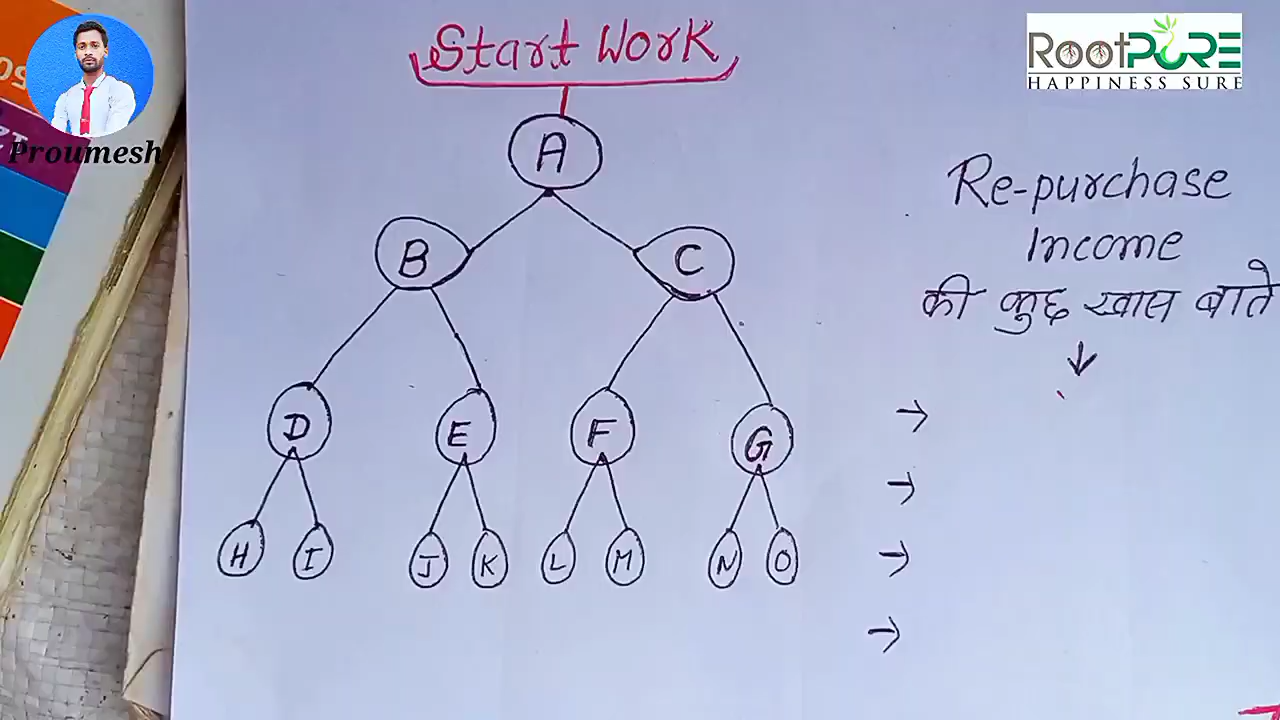 Start Work
RootPURE
HAPPINESS SURE
Proumesh
A
B C
D E F G
H I J K L M N O
Re-purchase
Income
की कुछ खास बाते
↓
→
→
→
→